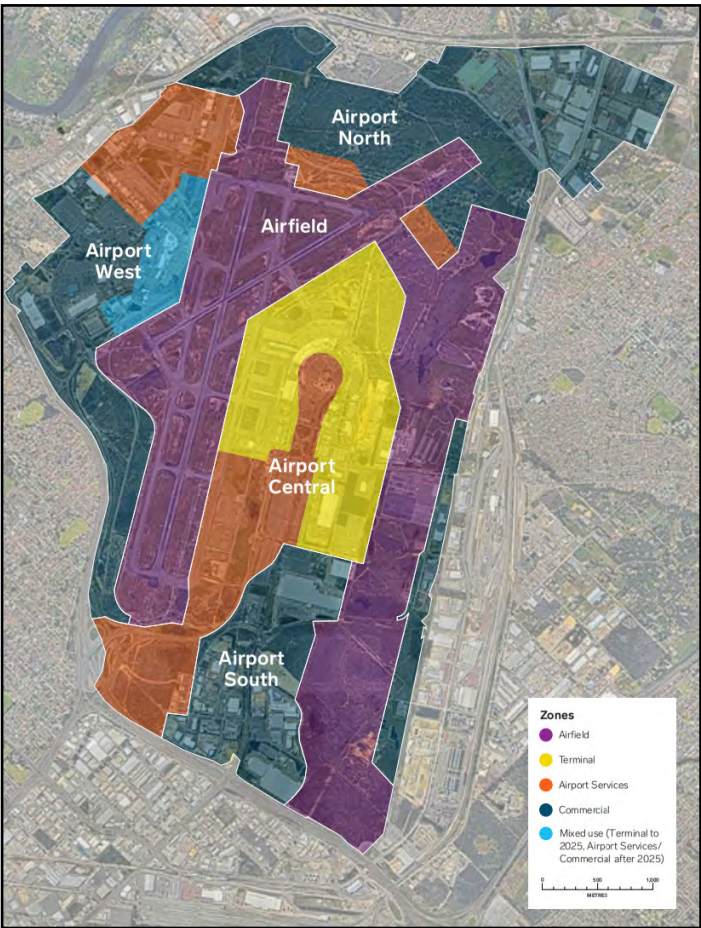 Airport
North
Airfield
Airport
West
Airport
Central
Airport
South
Zones
Airfield
Terminal
Airport Services
Commercial
Mixed use (Terminal to
2025, Airport Services/
Commercial after 2025)
0 500 1,000
METRES